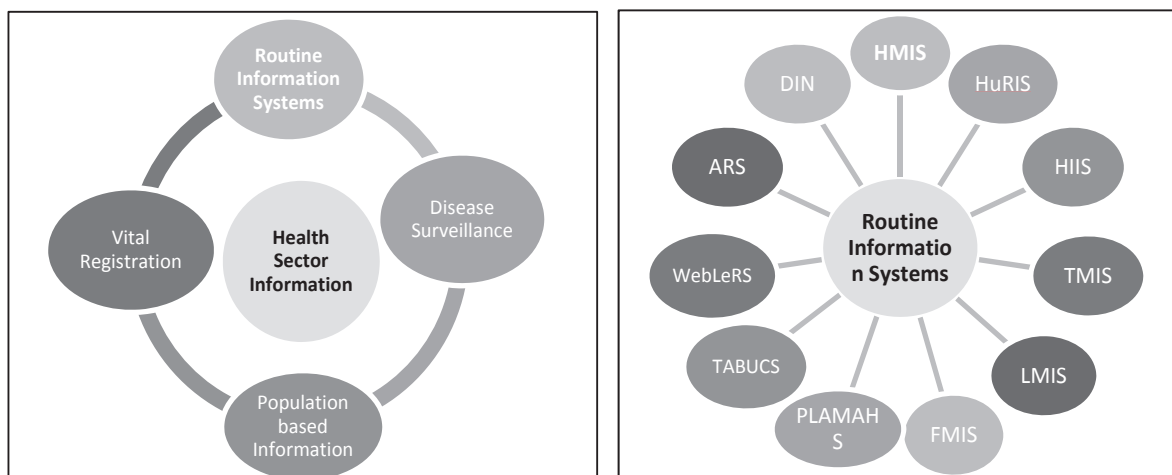 Routine
Information
Systems
Disease
Surveillance
Population
based
Information
Vital
Registration
Health
Sector
Information
HMIS
HuRIS
HIIS
TMIS
LMIS
FMIS
PLAMAH
S
TABUCS
WebLeRS
ARS
DIN
Routine
Informatio
n Systems